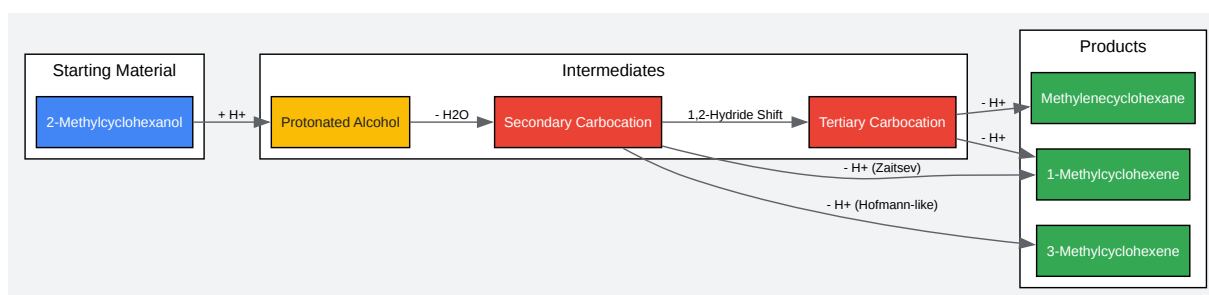 Starting Material
2-Methylcyclohexanol
+ H+
Intermediates
Protonated Alcohol
- H2O
Secondary Carbocation
1,2-Hydride Shift
Tertiary Carbocation
- H+
- H+
- H+ (Zaitsev)
- H+ (Hofmann-like)
Products
Methylenecyclohexane
1-Methylcyclohexene
3-Methylcyclohexene